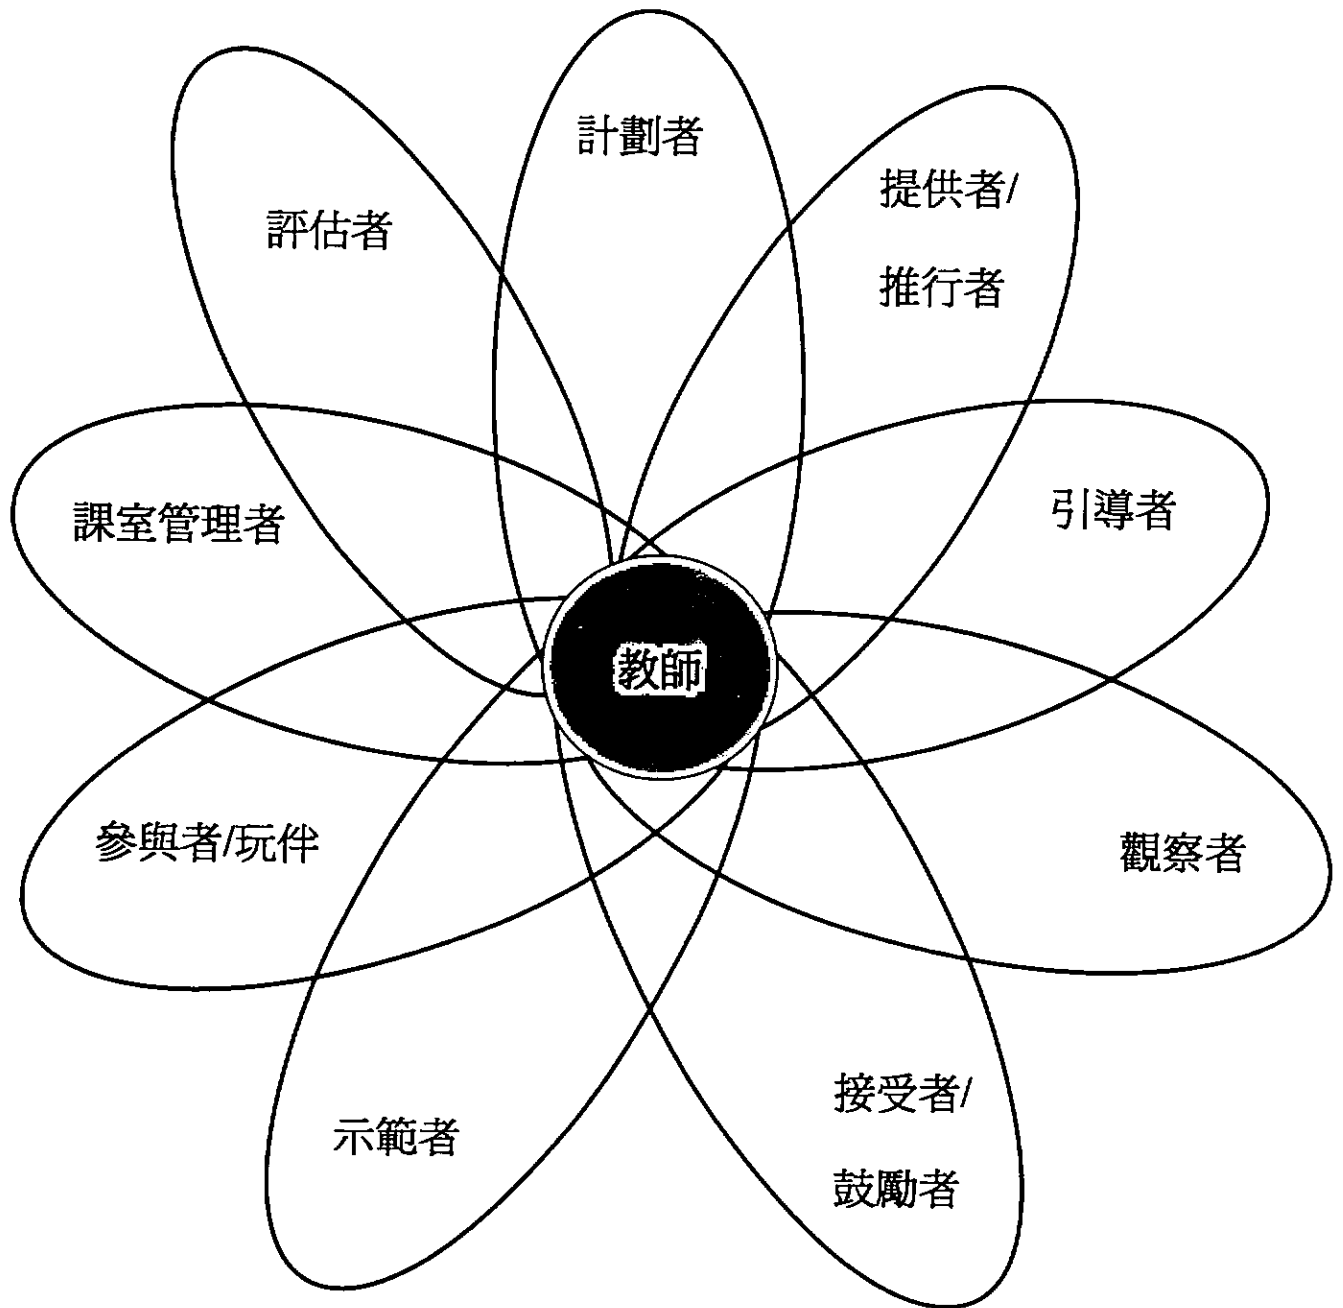 計劃者
提供者/
推行者
評估者
引導者
課室管理者
教師
參與者/玩伴
觀察者
接受者/
鼓勵者
示範者